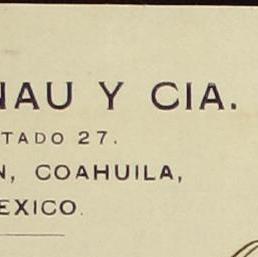 NAU Y CIA.
TADO 27.
N, COAHUILA,
EXICO.